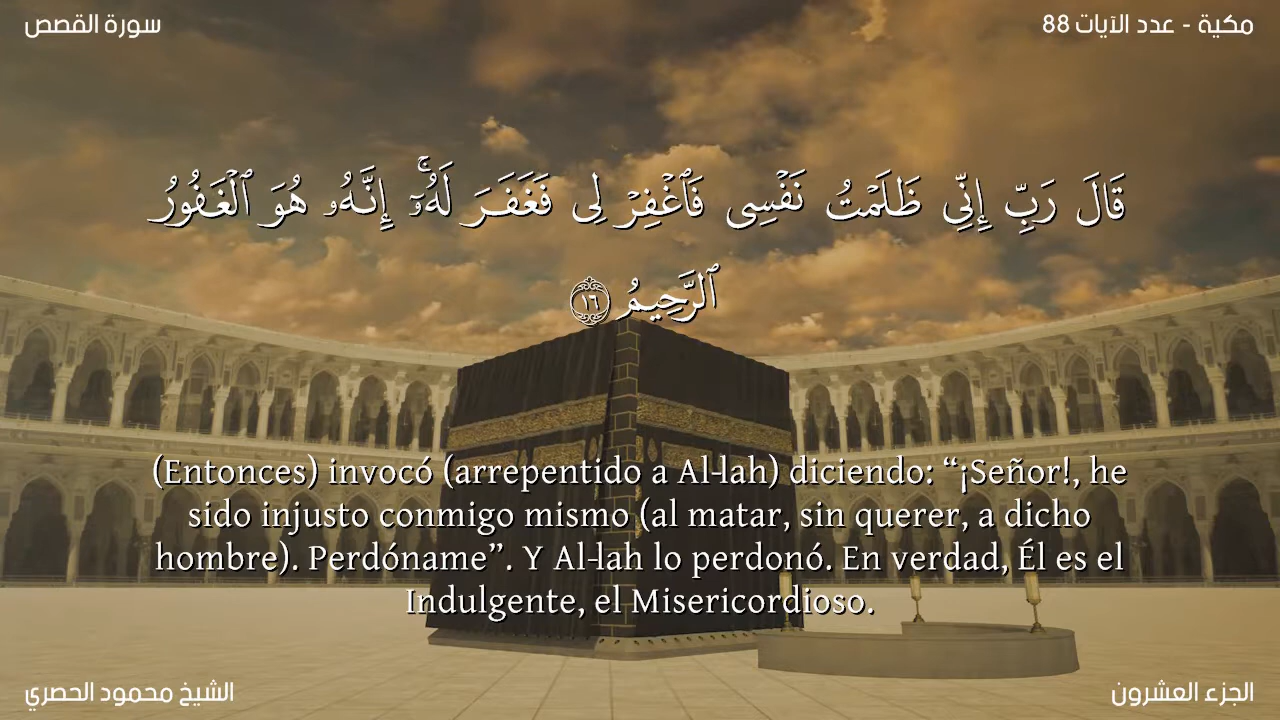 سورة القصص
مكية - عدد الآيات 88
قَالَ رَبِّ إِنِّي ظَلَمْتُ نَفْسِي فَٱغْفِرْ لِي فَغَفَرَ لَهُۥٓۚ إِنَّهُۥ هُوَ ٱلْغَفُورُ
ٱلرَّحِيمُ ١٦
(Entonces) invocó (arrepentido a Al-lah) diciendo: “¡Señor!, he
sido injusto conmigo mismo (al matar, sin querer, a dicho
hombre). Perdóname”. Y Al-lah lo perdonó. En verdad, Él es el
Indulgente, el Misericordioso.
الشيخ محمود الحصري
الجزء العشرون